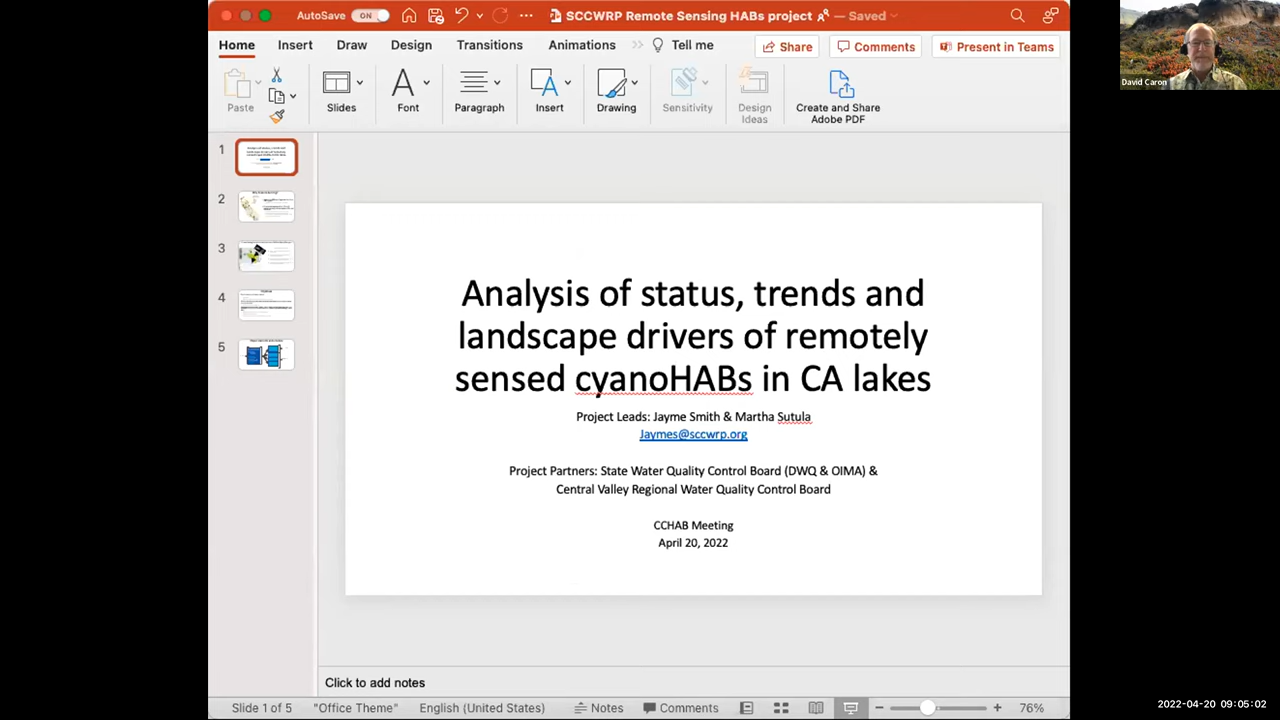 AutoSave ON SCCWRP Remote Sensing HABs project — Saved
Home Insert Draw Design Transitions Animations Tell me Share Comments Present in Teams
Paste Slides Font Paragraph Insert Drawing Sensitivity Design Ideas Create and Share Adobe PDF
David Caron
1
2
3
4
5
Analysis of status, trends and
landscape drivers of remotely
sensed cyanoHABs in CA lakes
Project Leads: Jayme Smith & Martha Sutula
Jaymes@sccwrp.org
Project Partners: State Water Quality Control Board (DWQ & OIMA) &
Central Valley Regional Water Quality Control Board
CCHAB Meeting
April 20, 2022
Click to add notes
Slide 1 of 5 "Office Theme" English (United States) Notes Comments 76%
2022-04-20 09:05:02